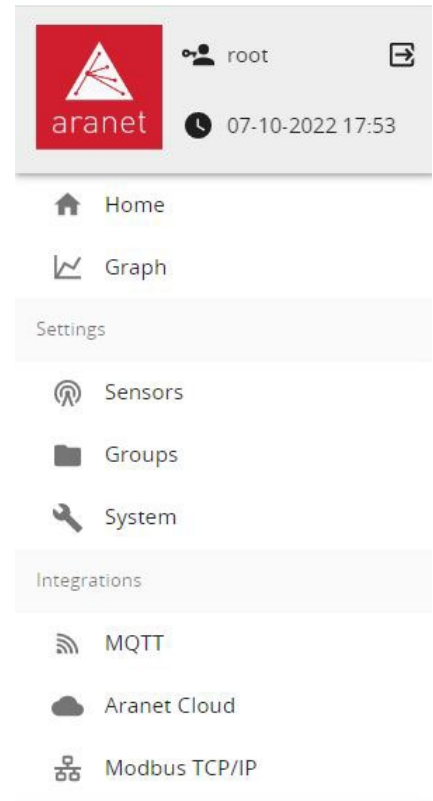 aranet
root
07-10-2022 17:53
Home
Graph
Settings
Sensors
Groups
System
Integrations
MQTT
Aranet Cloud
Modbus TCP/IP